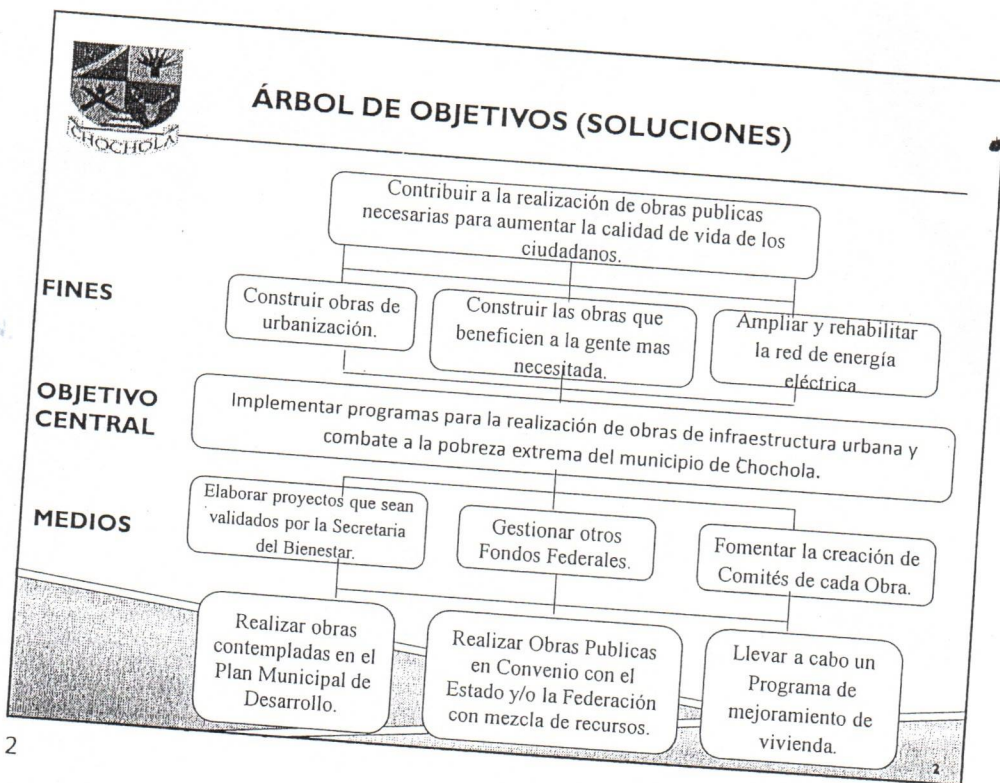 CHOCHOLÁ
ÁRBOL DE OBJETIVOS (SOLUCIONES)
Contribuir a la realización de obras publicas
necesarias para aumentar la calidad de vida de los
ciudadanos.
FINES
Construir obras de
urbanización.
Construir las obras que
beneficien a la gente mas
necesitada.
Ampliar y rehabilitar
la red de energía
eléctrica
OBJETIVO
CENTRAL
Implementar programas para la realización de obras de infraestructura urbana y
combate a la pobreza extrema del municipio de Chochola.
MEDIOS
Elaborar proyectos que sean
validados por la Secretaria
del Bienestar.
Gestionar otros
Fondos Federales.
Fomentar la creación de
Comités de cada Obra.
Realizar obras
contempladas en el
Plan Municipal de
Desarrollo.
Realizar Obras Publicas
en Convenio con el
Estado y/o la Federación
con mezcla de recursos.
Llevar a cabo un
Programa de
mejoramiento de
vivienda.
2
2